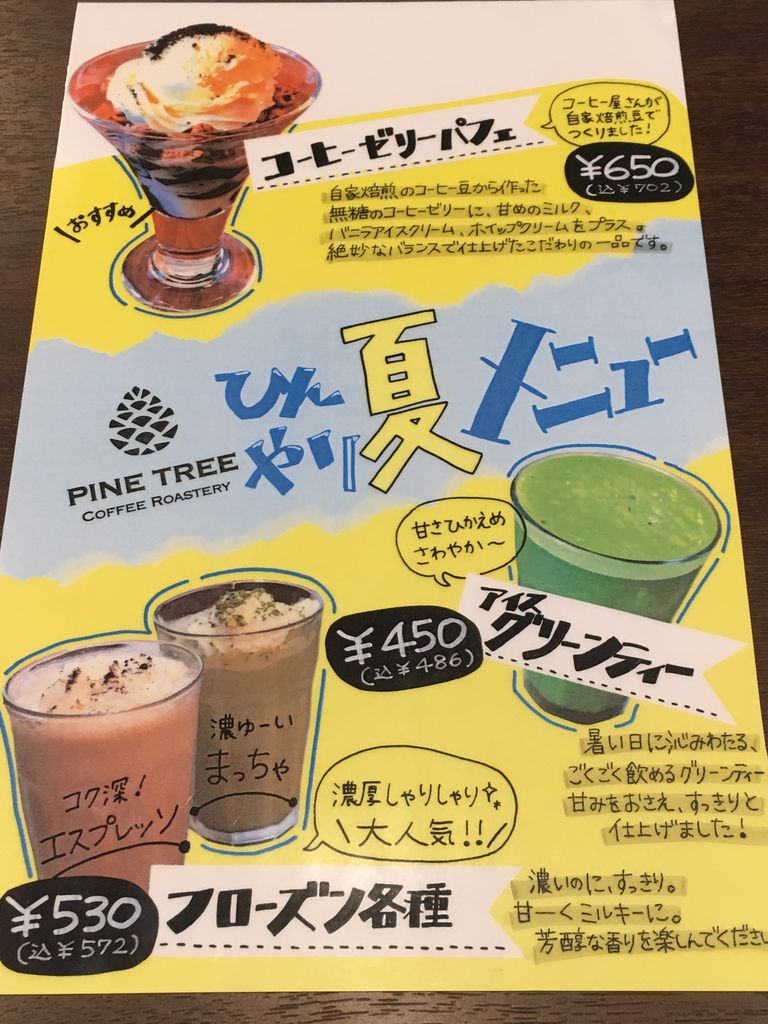 コーヒー屋さんが
自家焙煎豆で
つくりました!
コーヒーゼリーパフェ
¥650
(込¥702)
おすすめ
自家焙煎のコーヒー豆から作った
無糖のコーヒーゼリーに、甘めのミルク、
バニラアイスクリーム、ホイップクリームをプラス。
絶妙なバランスで仕上げたこだわりの一品です。
ひんやり夏メニュー
PINE TREE
COFFEE ROASTERY
甘さひかえめ
さわやか〜
アイス
グリーンティー
¥450
(込¥486)
暑い日に沁みわたる、
ごくごく飲めるグリーンティー
甘みをおさえ、すっきりと
仕上げました!
濃ゆーい
まっちゃ
コク深!
エスプレッソ
濃厚しゃりしゃり
大人気!!
¥530
(込¥572)
フローズン各種
濃いのに、すっきり。
甘ーくミルキーに。
芳醇な香りを楽しんでください